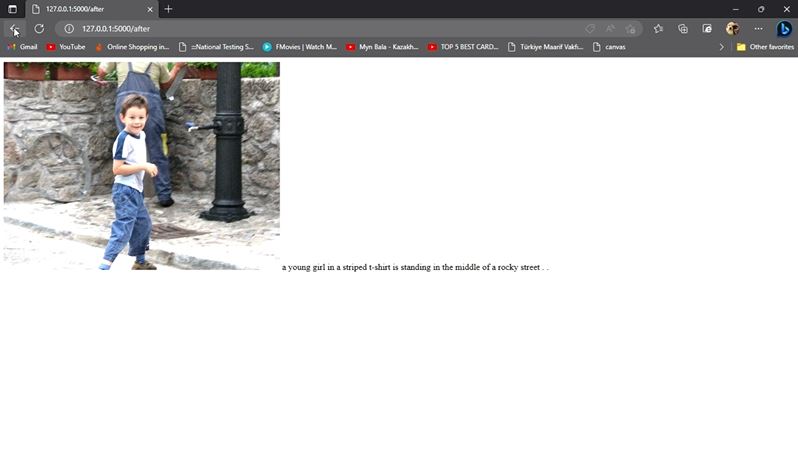 127.0.0.1:5000/after
127.0.0.1:5000/after
Gmail
YouTube
Online Shopping in...
::National Testing S...
FMovies | Watch M...
Myn Bala - Kazakh...
TOP 5 BEST CARD...
Türkiye Maarif Vakfı...
canvas
Other favorites
a young girl in a striped t-shirt is standing in the middle of a rocky street . .